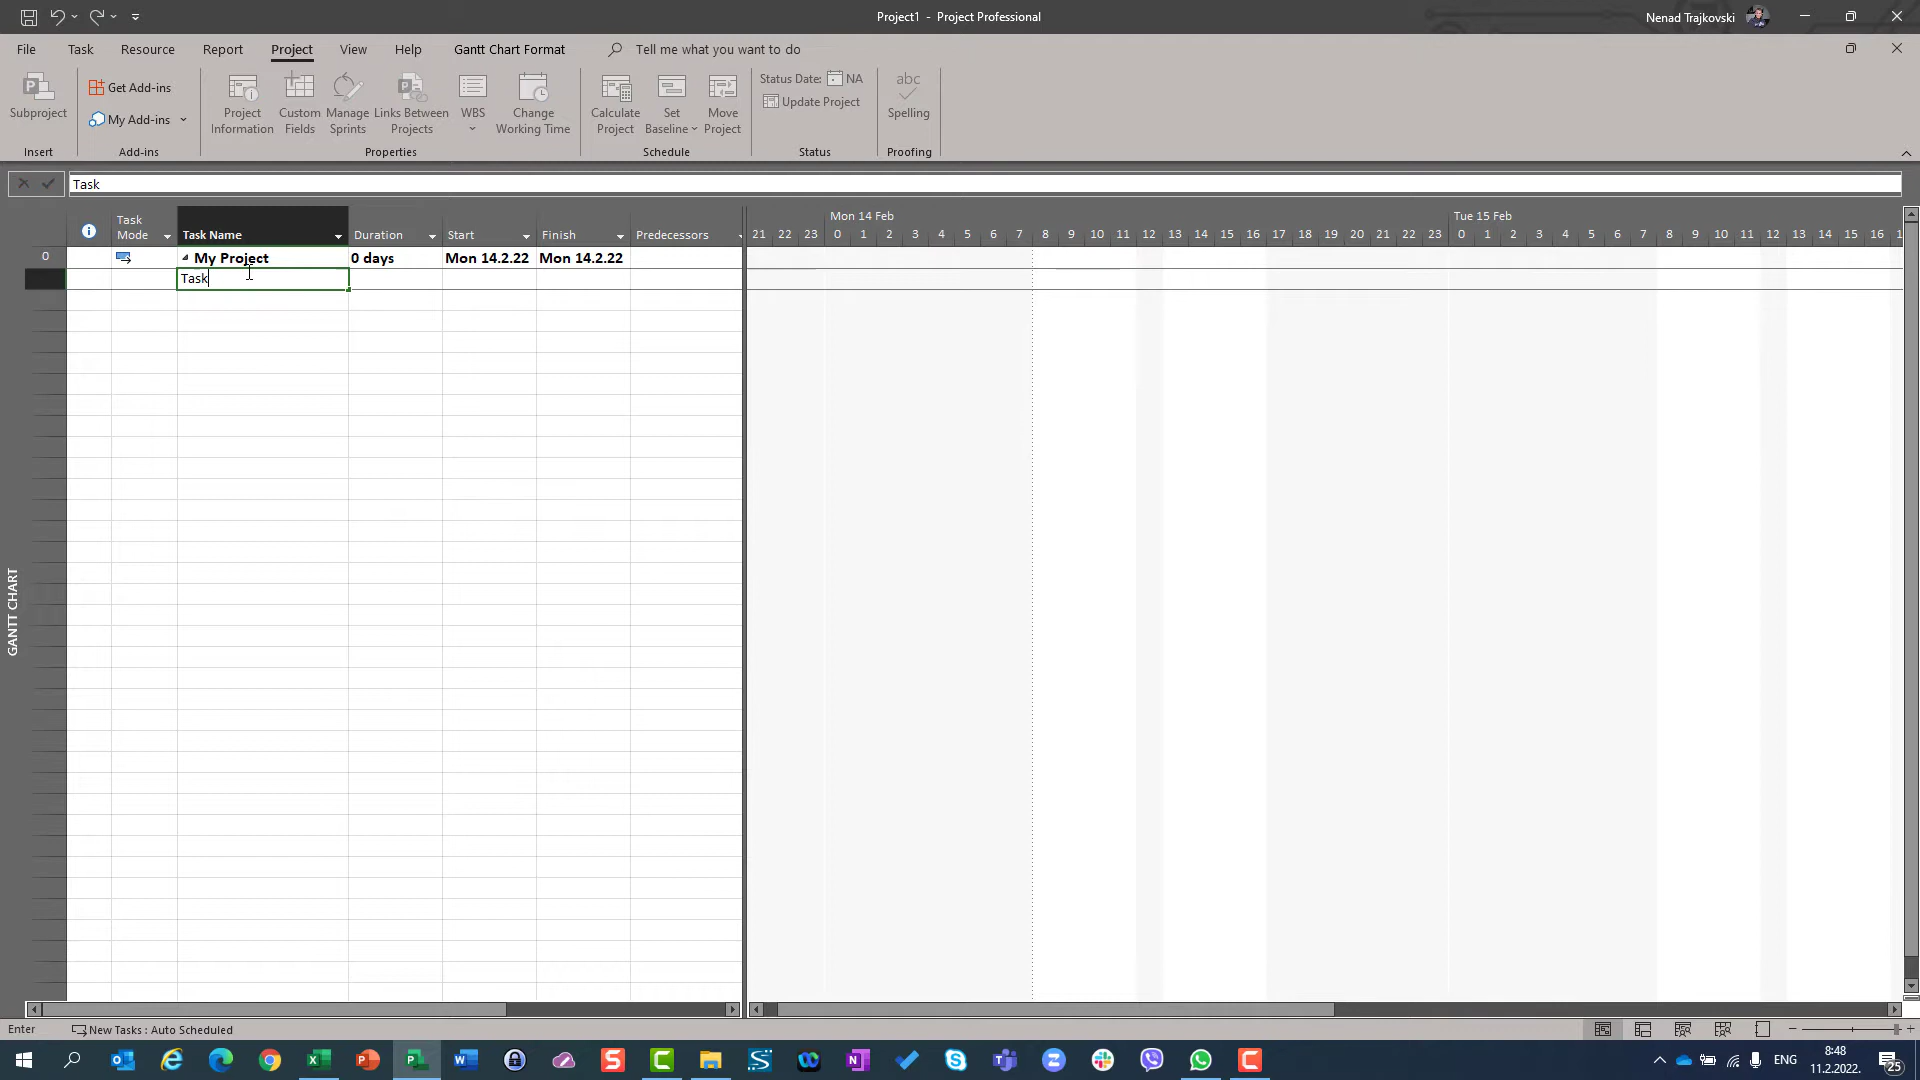 Project1 - Project Professional
Nenad Trajkovski
File Task Resource Report Project View Help Gantt Chart Format Tell me what you want to do
Subproject
Get Add-ins
My Add-ins
Project Information
Custom Fields
Manage Sprints
Links Between Projects
WBS
Change Working Time
Calculate Project
Set Baseline
Move Project
Status Date: NA
Update Project
abc
Spelling
Insert Add-ins Properties Schedule Status Proofing
Task
Task Mode Task Name Duration Start Finish Predecessors
Mon 14 Feb Tue 15 Feb
21 22 23 0 1 2 3 4 5 6 7 8 9 10 11 12 13 14 15 16 17 18 19 20 21 22 23 0 1 2 3 4 5 6 7 8 9 10 11 12 13 14 15 16 1
0 My Project 0 days Mon 14.2.22 Mon 14.2.22
Task
GANTT CHART
Enter New Tasks : Auto Scheduled
ENG
8:48
11.2.2022.
25